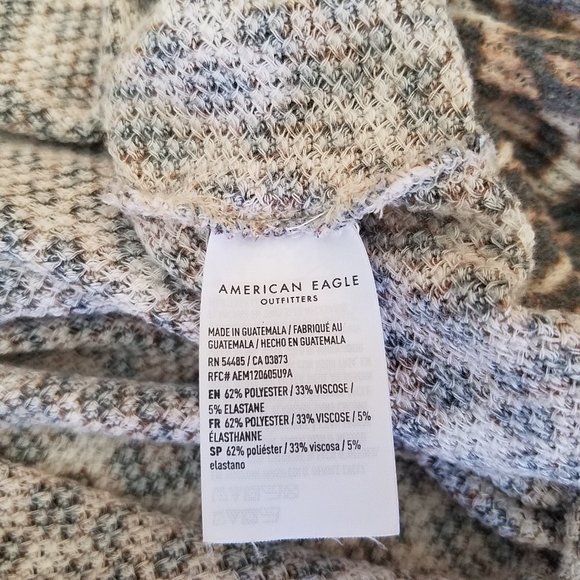 AMERICAN EAGLE
OUTFITTERS
MADE IN GUATEMALA / FABRIQUÉ AU
GUATEMALA / HECHO EN GUATEMALA
RN 54485 / CA 03873
RFC# AEM120605U9A
EN 62% POLYESTER / 33% VISCOSE /
5% ELASTANE
FR 62% POLYESTER / 33% VISCOSE / 5%
ÉLASTHANNE
SP 62% poliéster / 33% viscosa / 5%
elastano